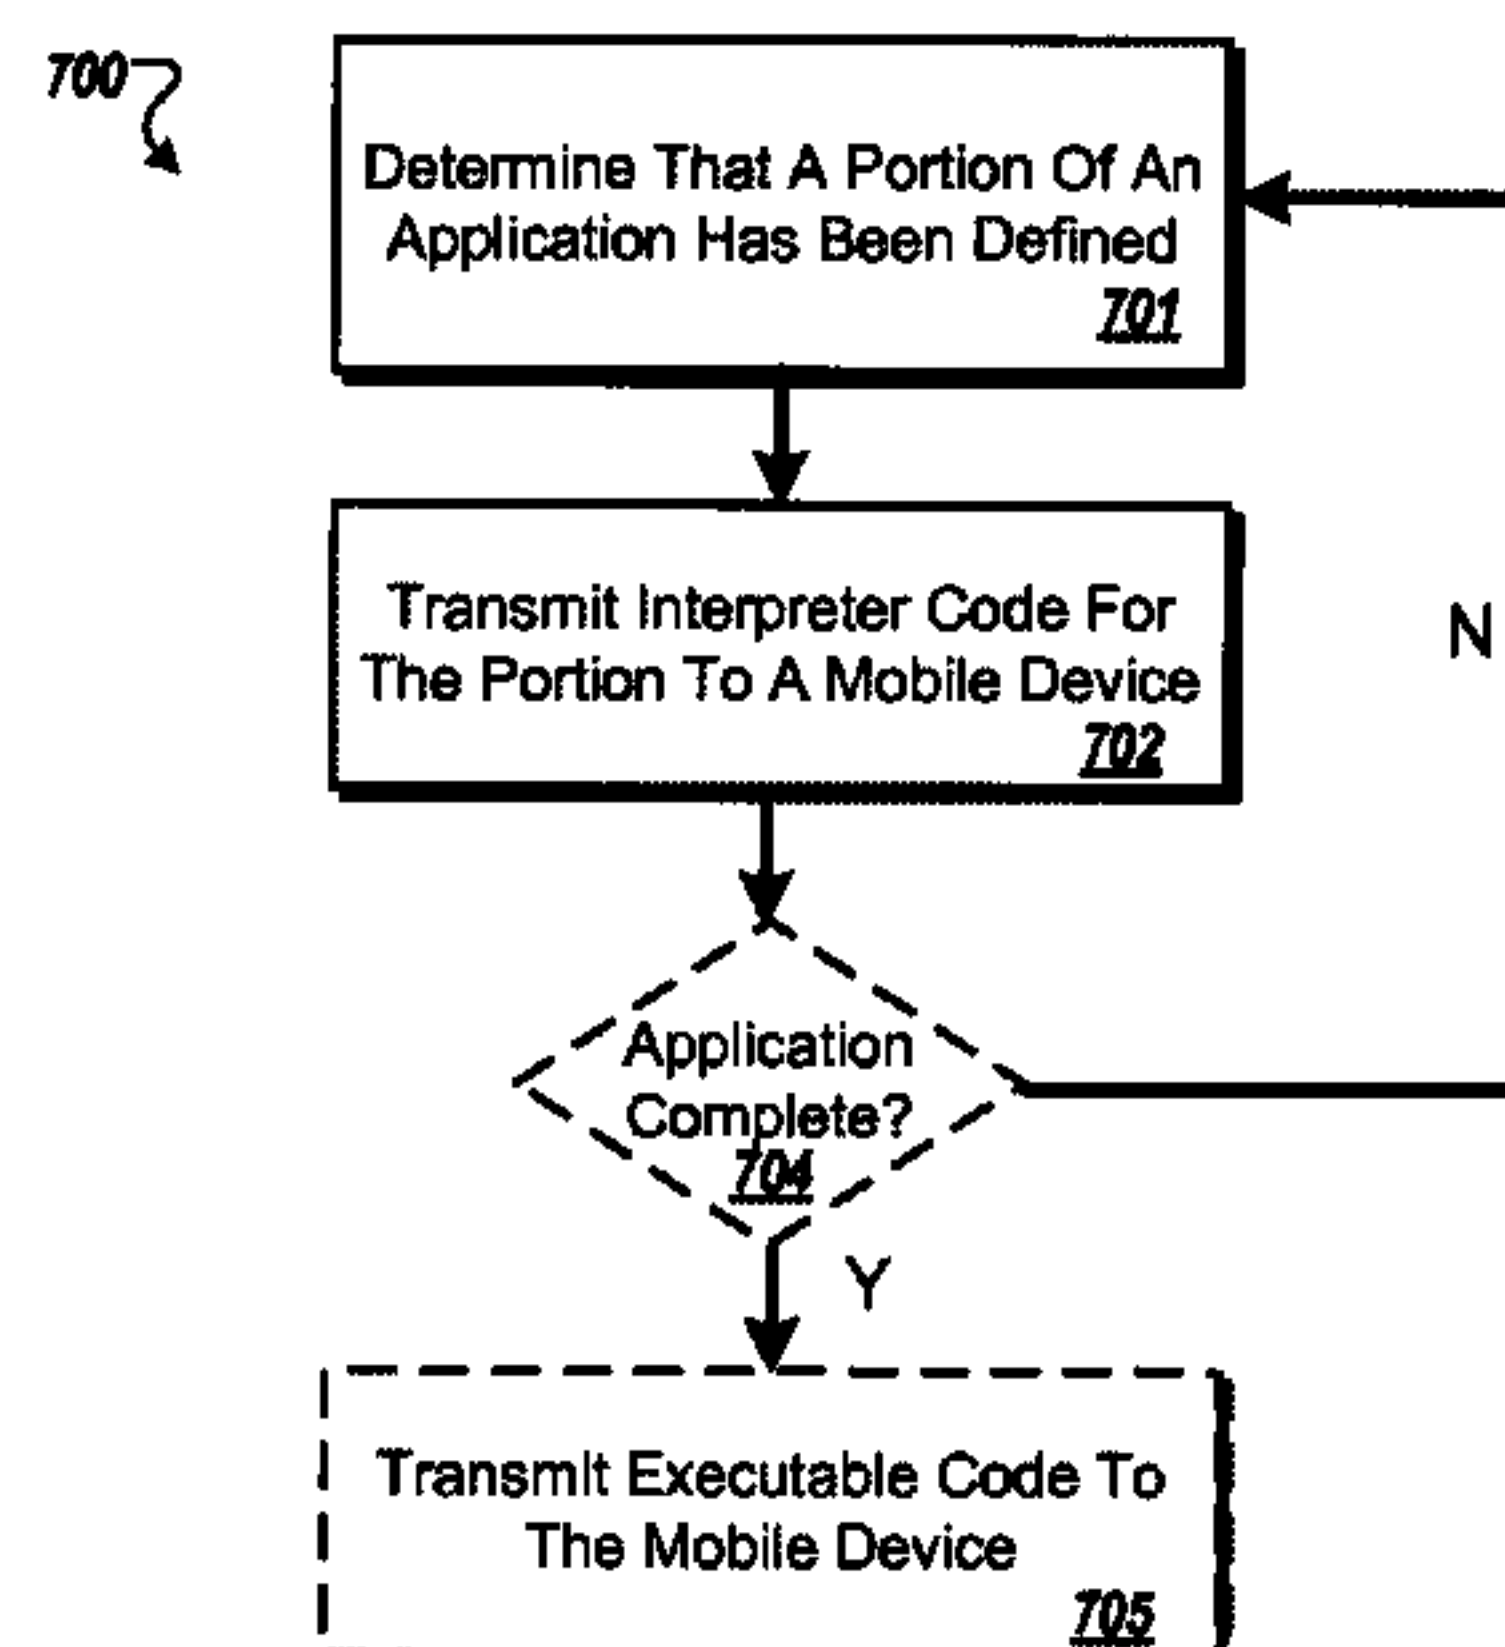 700
Determine That A Portion Of An
Application Has Been Defined
701
Transmit Interpreter Code For
The Portion To A Mobile Device
702
N
Application
Complete?
704
Y
Transmit Executable Code To
The Mobile Device
705